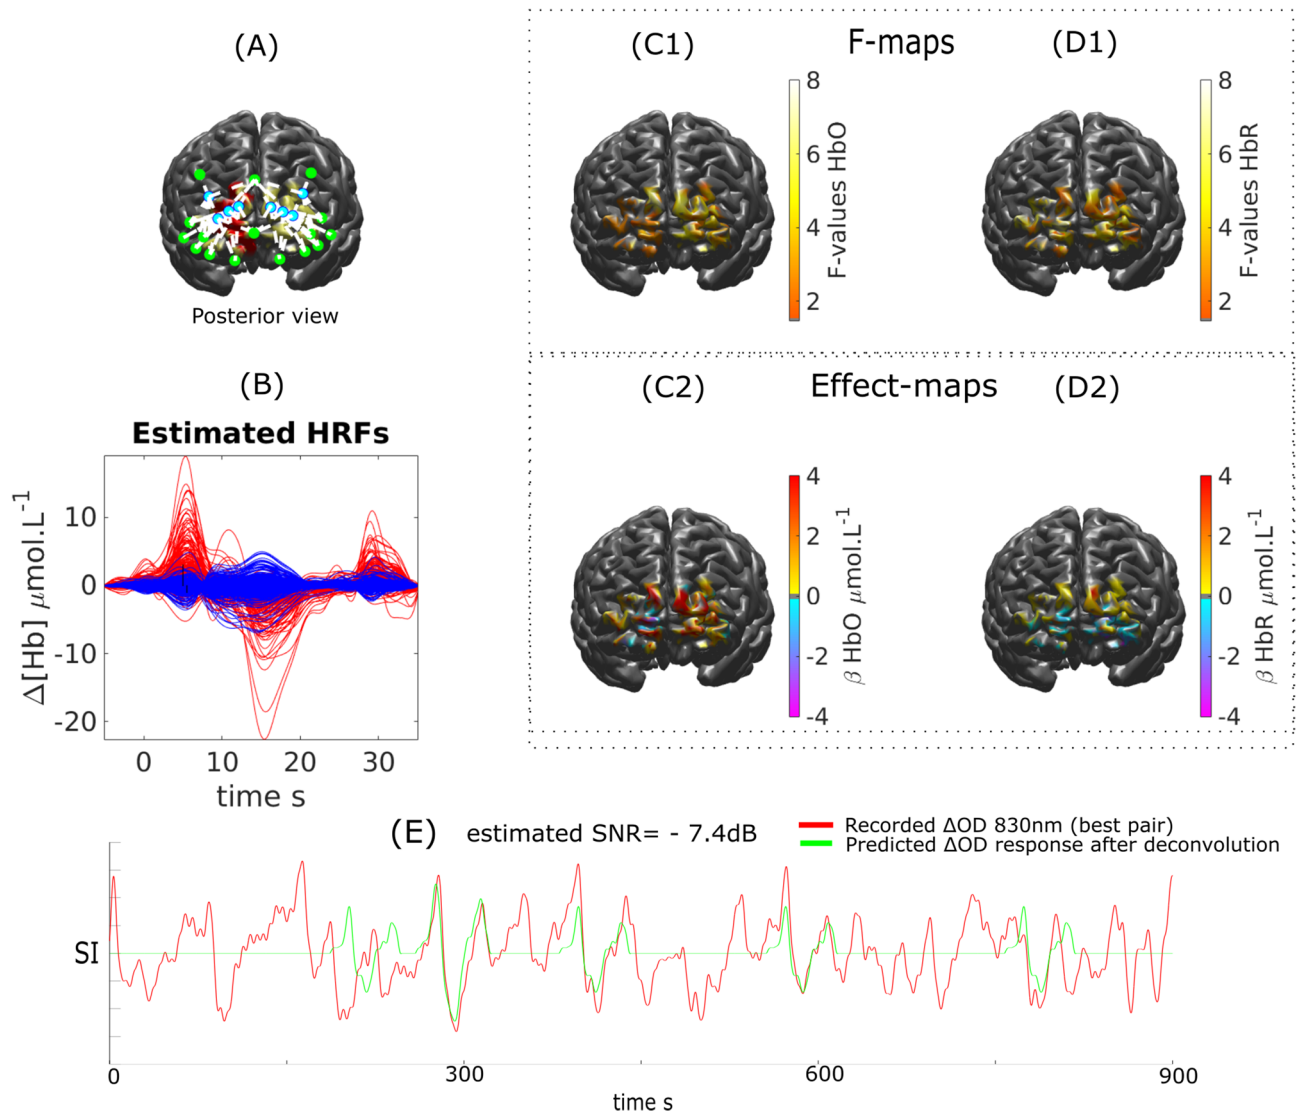 (A)
Posterior view
(C1)
F-maps
(D1)
8
6
4
2
F-values HbO
8
6
4
2
F-values HbR
(B)
Estimated HRFs
10
0
-10
-20
Δ[Hb] μmol.L⁻¹
0 10 20 30
time s
(C2)
Effect-maps
(D2)
4
2
0
-2
-4
β HbO μmol.L⁻¹
4
2
0
-2
-4
β HbR μmol.L⁻¹
(E)
estimated SNR= - 7.4dB
Recorded ΔOD 830nm (best pair)
Predicted ΔOD response after deconvolution
SI
0 300 600 900
time s